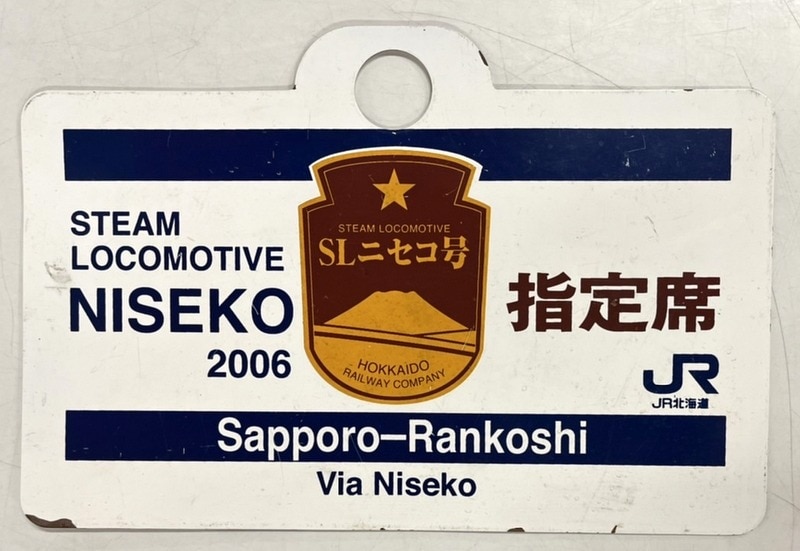 STEAM
LOCOMOTIVE
NISEKO
2006
STEAM LOCOMOTIVE
SLニセコ号
HOKKAIDO
RAILWAY COMPANY
指定席
JR
JR北海道
Sapporo–Rankoshi
Via Niseko